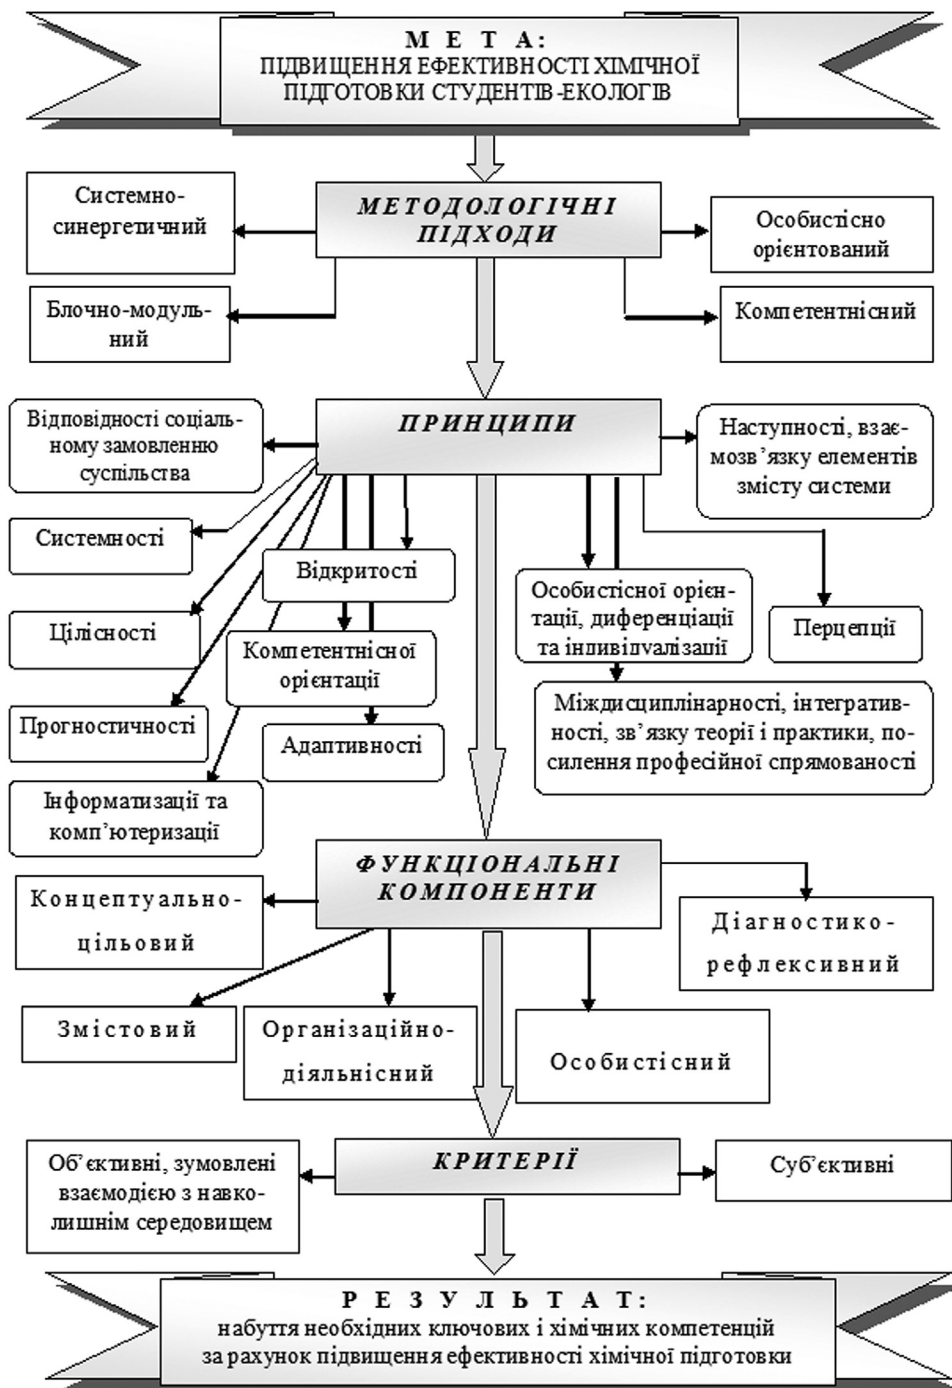 М Е Т А:
ПІДВИЩЕННЯ ЕФЕКТИВНОСТІ ХІМІЧНОЇ
ПІДГОТОВКИ СТУДЕНТІВ-ЕКОЛОГІВ
МЕТОДОЛОГІЧНІ
ПІДХОДИ
Системно-
синергетичний
Особистісно
орієнтований
Блочно-модуль-
ний
Компетентнісний
ПРИНЦИПИ
Відповідності соціаль-
ному замовленню
суспільства
Наступності, взає-
мозв’язку елементів
змісту системи
Системності
Відкритості
Особистісної орієн-
тації, диференціації
та індивідуалізації
Перцепції
Цілісності
Компетентнісної
орієнтації
Прогностичності
Адаптивності
Міждисциплінарності, інтегратив-
ності, зв’язку теорії і практики, по-
силення професійної спрямованості
Інформатизації та
комп’ютеризації
ФУНКЦІОНАЛЬНІ
КОМПОНЕНТИ
Концептуально-
цільовий
Діагностико-
рефлексивний
Змістовий
Організаційно-
діяльнісний
Особистісний
КРИТЕРІЇ
Об’єктивні, зумовлені
взаємодією з навко-
лишнім середовищем
Суб’єктивні
Р Е З У Л Ь Т А Т:
набуття необхідних ключових і хімічних компетенцій
за рахунок підвищення ефективності хімічної підготовки